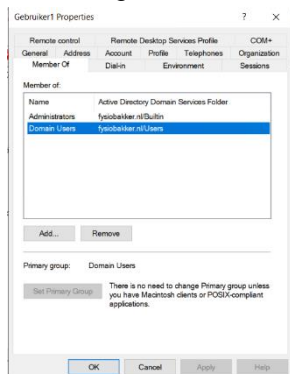 Gebruiker1 Properties
? ×
Remote control Remote Desktop Services Profile COM+
General Address Account Profile Telephones Organization
Member Of Dial-in Environment Sessions
Member of:
Name Active Directory Domain Services Folder
Administrators fysiobakker.nl/Builtin
Domain Users fysiobakker.nl/Users
Add... Remove
Primary group: Domain Users
Set Primary Group
There is no need to change Primary group unless
you have Macintosh clients or POSIX-compliant
applications.
OK Cancel Apply Help